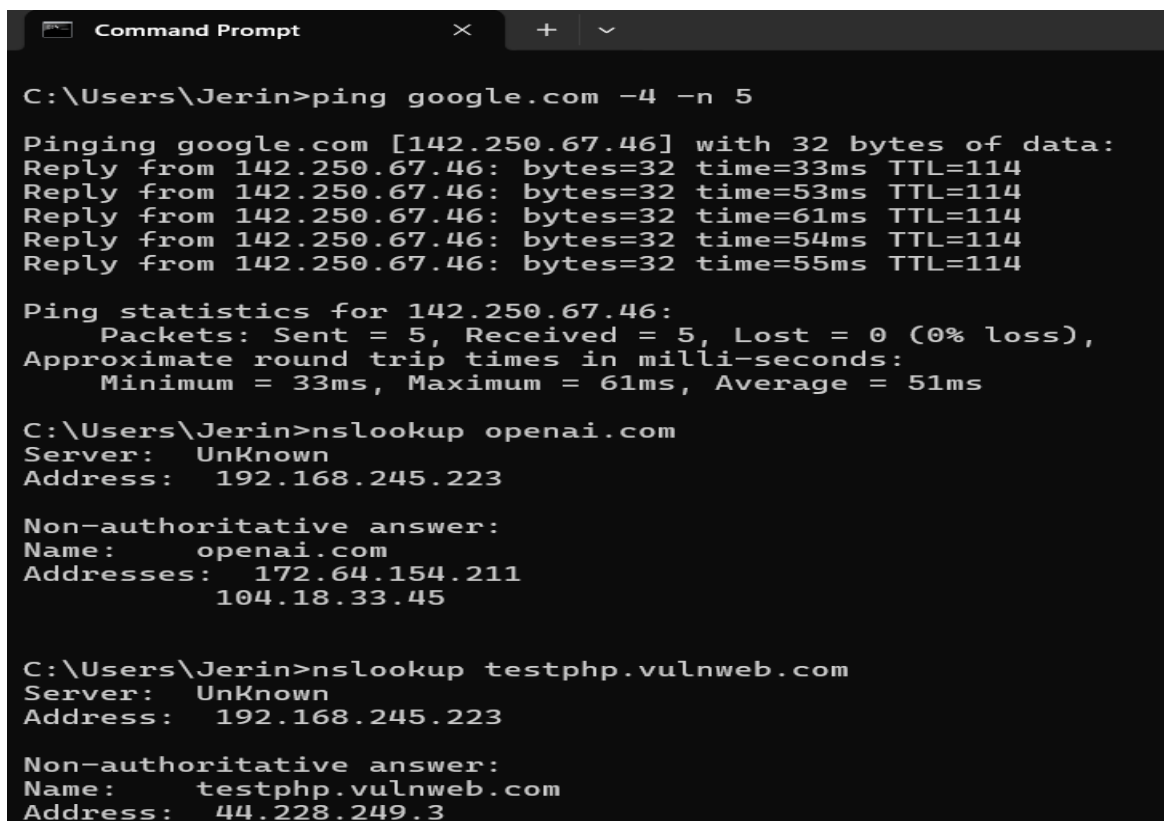 Command Prompt
C:\Users\Jerin>ping google.com -4 -n 5
Pinging google.com [142.250.67.46] with 32 bytes of data:
Reply from 142.250.67.46: bytes=32 time=33ms TTL=114
Reply from 142.250.67.46: bytes=32 time=53ms TTL=114
Reply from 142.250.67.46: bytes=32 time=61ms TTL=114
Reply from 142.250.67.46: bytes=32 time=54ms TTL=114
Reply from 142.250.67.46: bytes=32 time=55ms TTL=114
Ping statistics for 142.250.67.46:
Packets: Sent = 5, Received = 5, Lost = 0 (0% loss),
Approximate round trip times in milli-seconds:
Minimum = 33ms, Maximum = 61ms, Average = 51ms
C:\Users\Jerin>nslookup openai.com
Server: UnKnown
Address: 192.168.245.223
Non-authoritative answer:
Name: openai.com
Addresses: 172.64.154.211
104.18.33.45
C:\Users\Jerin>nslookup testphp.vulnweb.com
Server: UnKnown
Address: 192.168.245.223
Non-authoritative answer:
Name: testphp.vulnweb.com
Address: 44.228.249.3